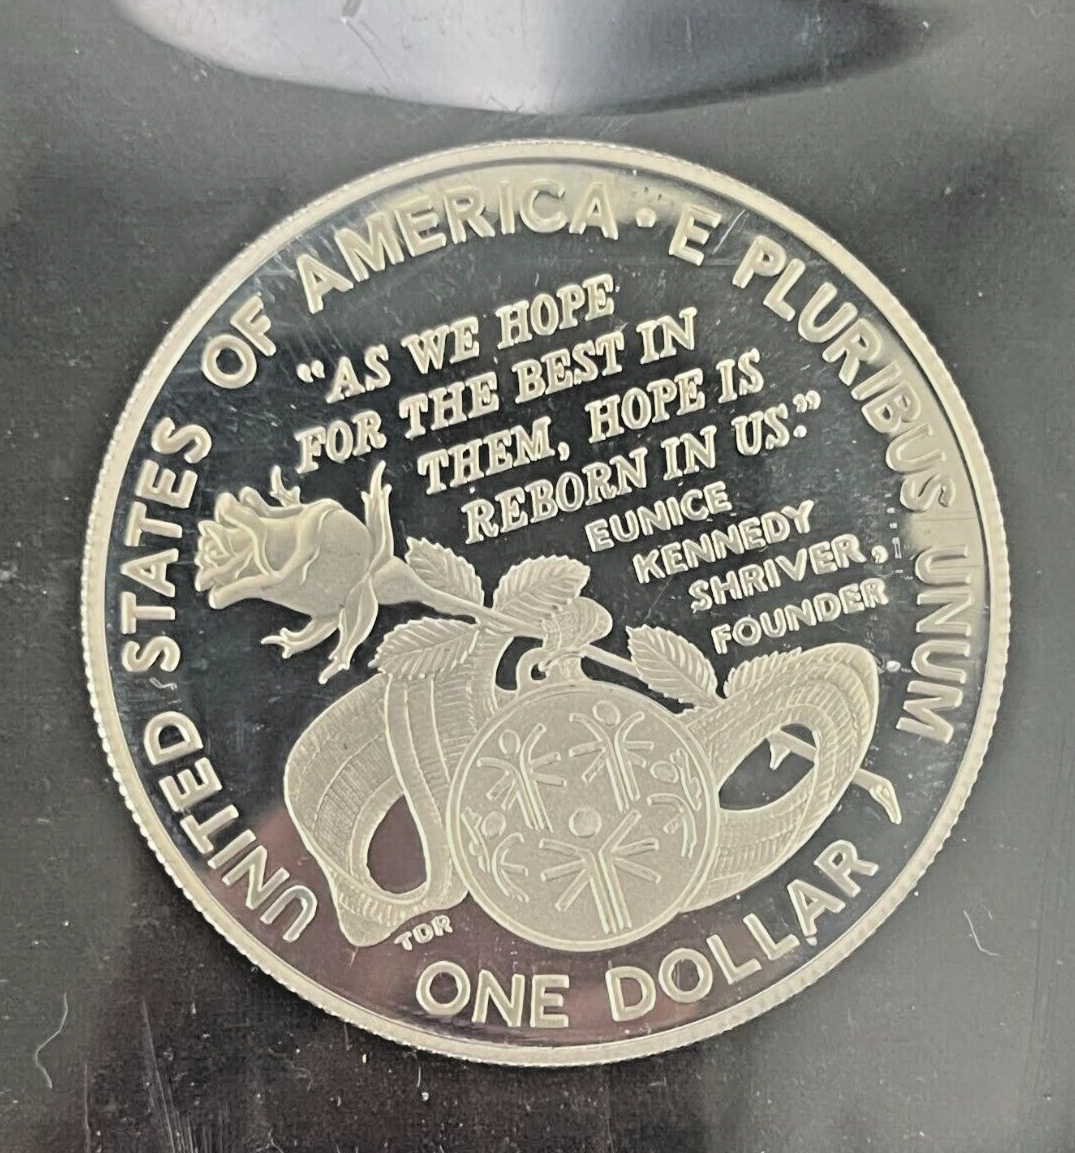 UNITED STATES OF AMERICA • E PLURIBUS UNUM
“AS WE HOPE
FOR THE BEST IN
THEM, HOPE IS
REBORN IN US.”
EUNICE
KENNEDY
SHRIVER,
FOUNDER
TDR
ONE DOLLAR